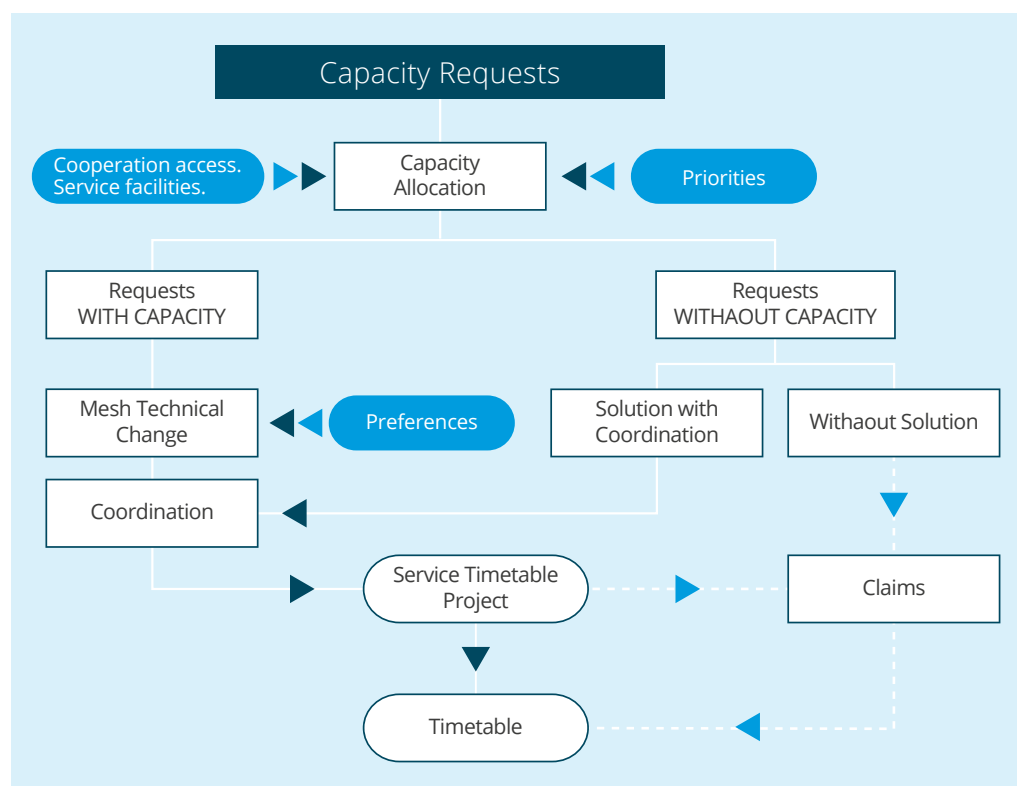 Capacity Requests
Cooperation access.
Service facilities.
Capacity
Allocation
Priorities
Requests
WITH CAPACITY
Requests
WITHAOUT CAPACITY
Mesh Technical
Change
Preferences
Solution with
Coordination
Withaout Solution
Coordination
Service Timetable
Project
Claims
Timetable